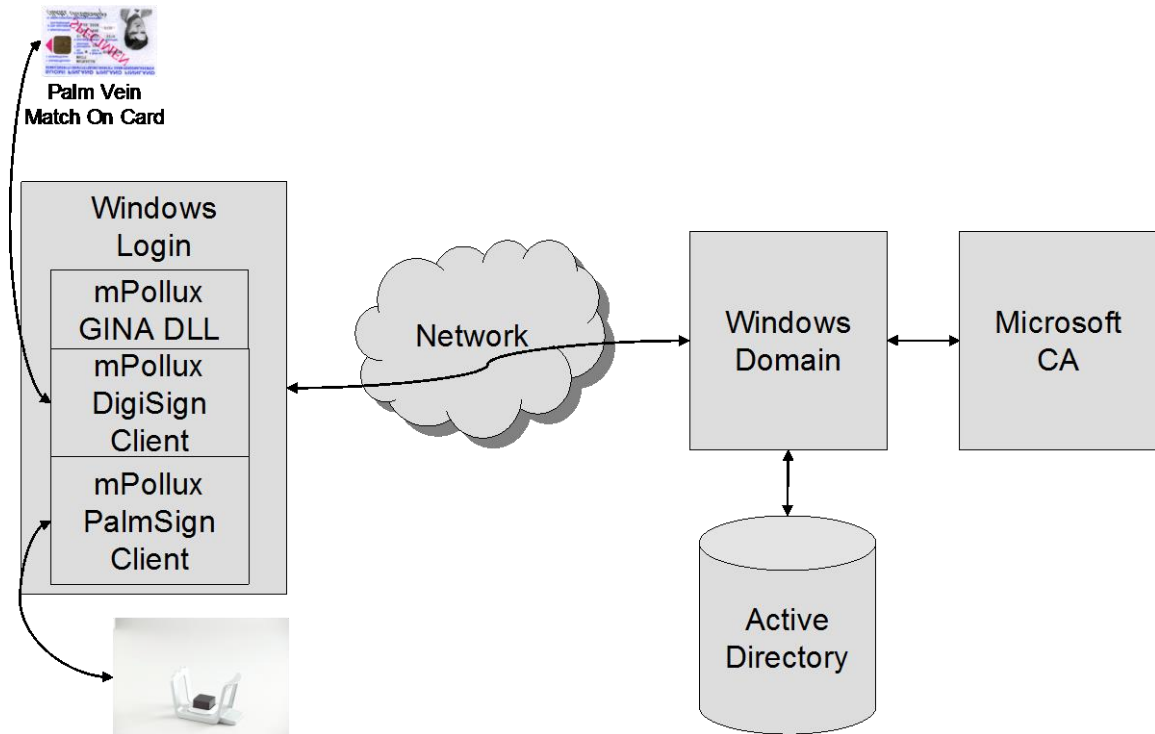 SPECIMEN
Palm Vein
Match On Card
Windows
Login
mPollux
GINA DLL
mPollux
DigiSign
Client
mPollux
PalmSign
Client
Network
Windows
Domain
Microsoft
CA
Active
Directory